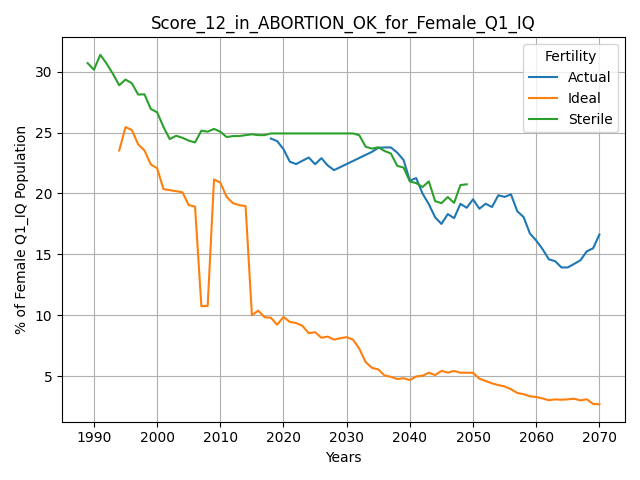 Score_12_in_ABORTION_OK_for_Female_Q1_IQ
Fertility
Actual
Ideal
Sterile
% of Female Q1_IQ Population
30
25
20
15
10
5
1990 2000 2010 2020 2030 2040 2050 2060 2070
Years